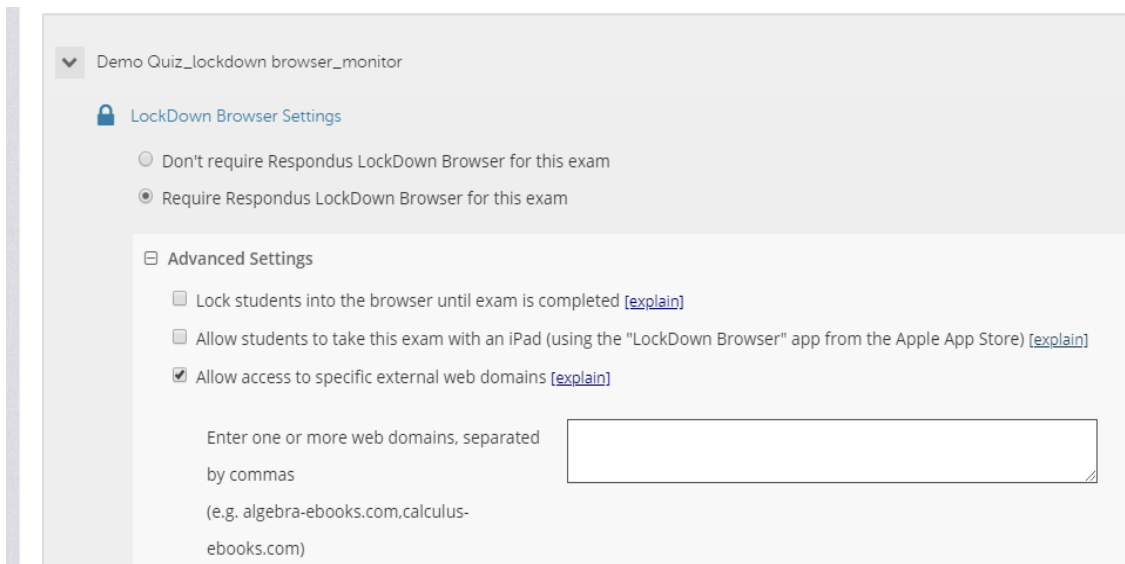 Demo Quiz_lockdown browser_monitor
LockDown Browser Settings
Don't require Respondus LockDown Browser for this exam
Require Respondus LockDown Browser for this exam
Advanced Settings
Lock students into the browser until exam is completed [explain]
Allow students to take this exam with an iPad (using the "LockDown Browser" app from the Apple App Store) [explain]
Allow access to specific external web domains [explain]
Enter one or more web domains, separated
by commas
(e.g. algebra-ebooks.com,calculus-
ebooks.com)